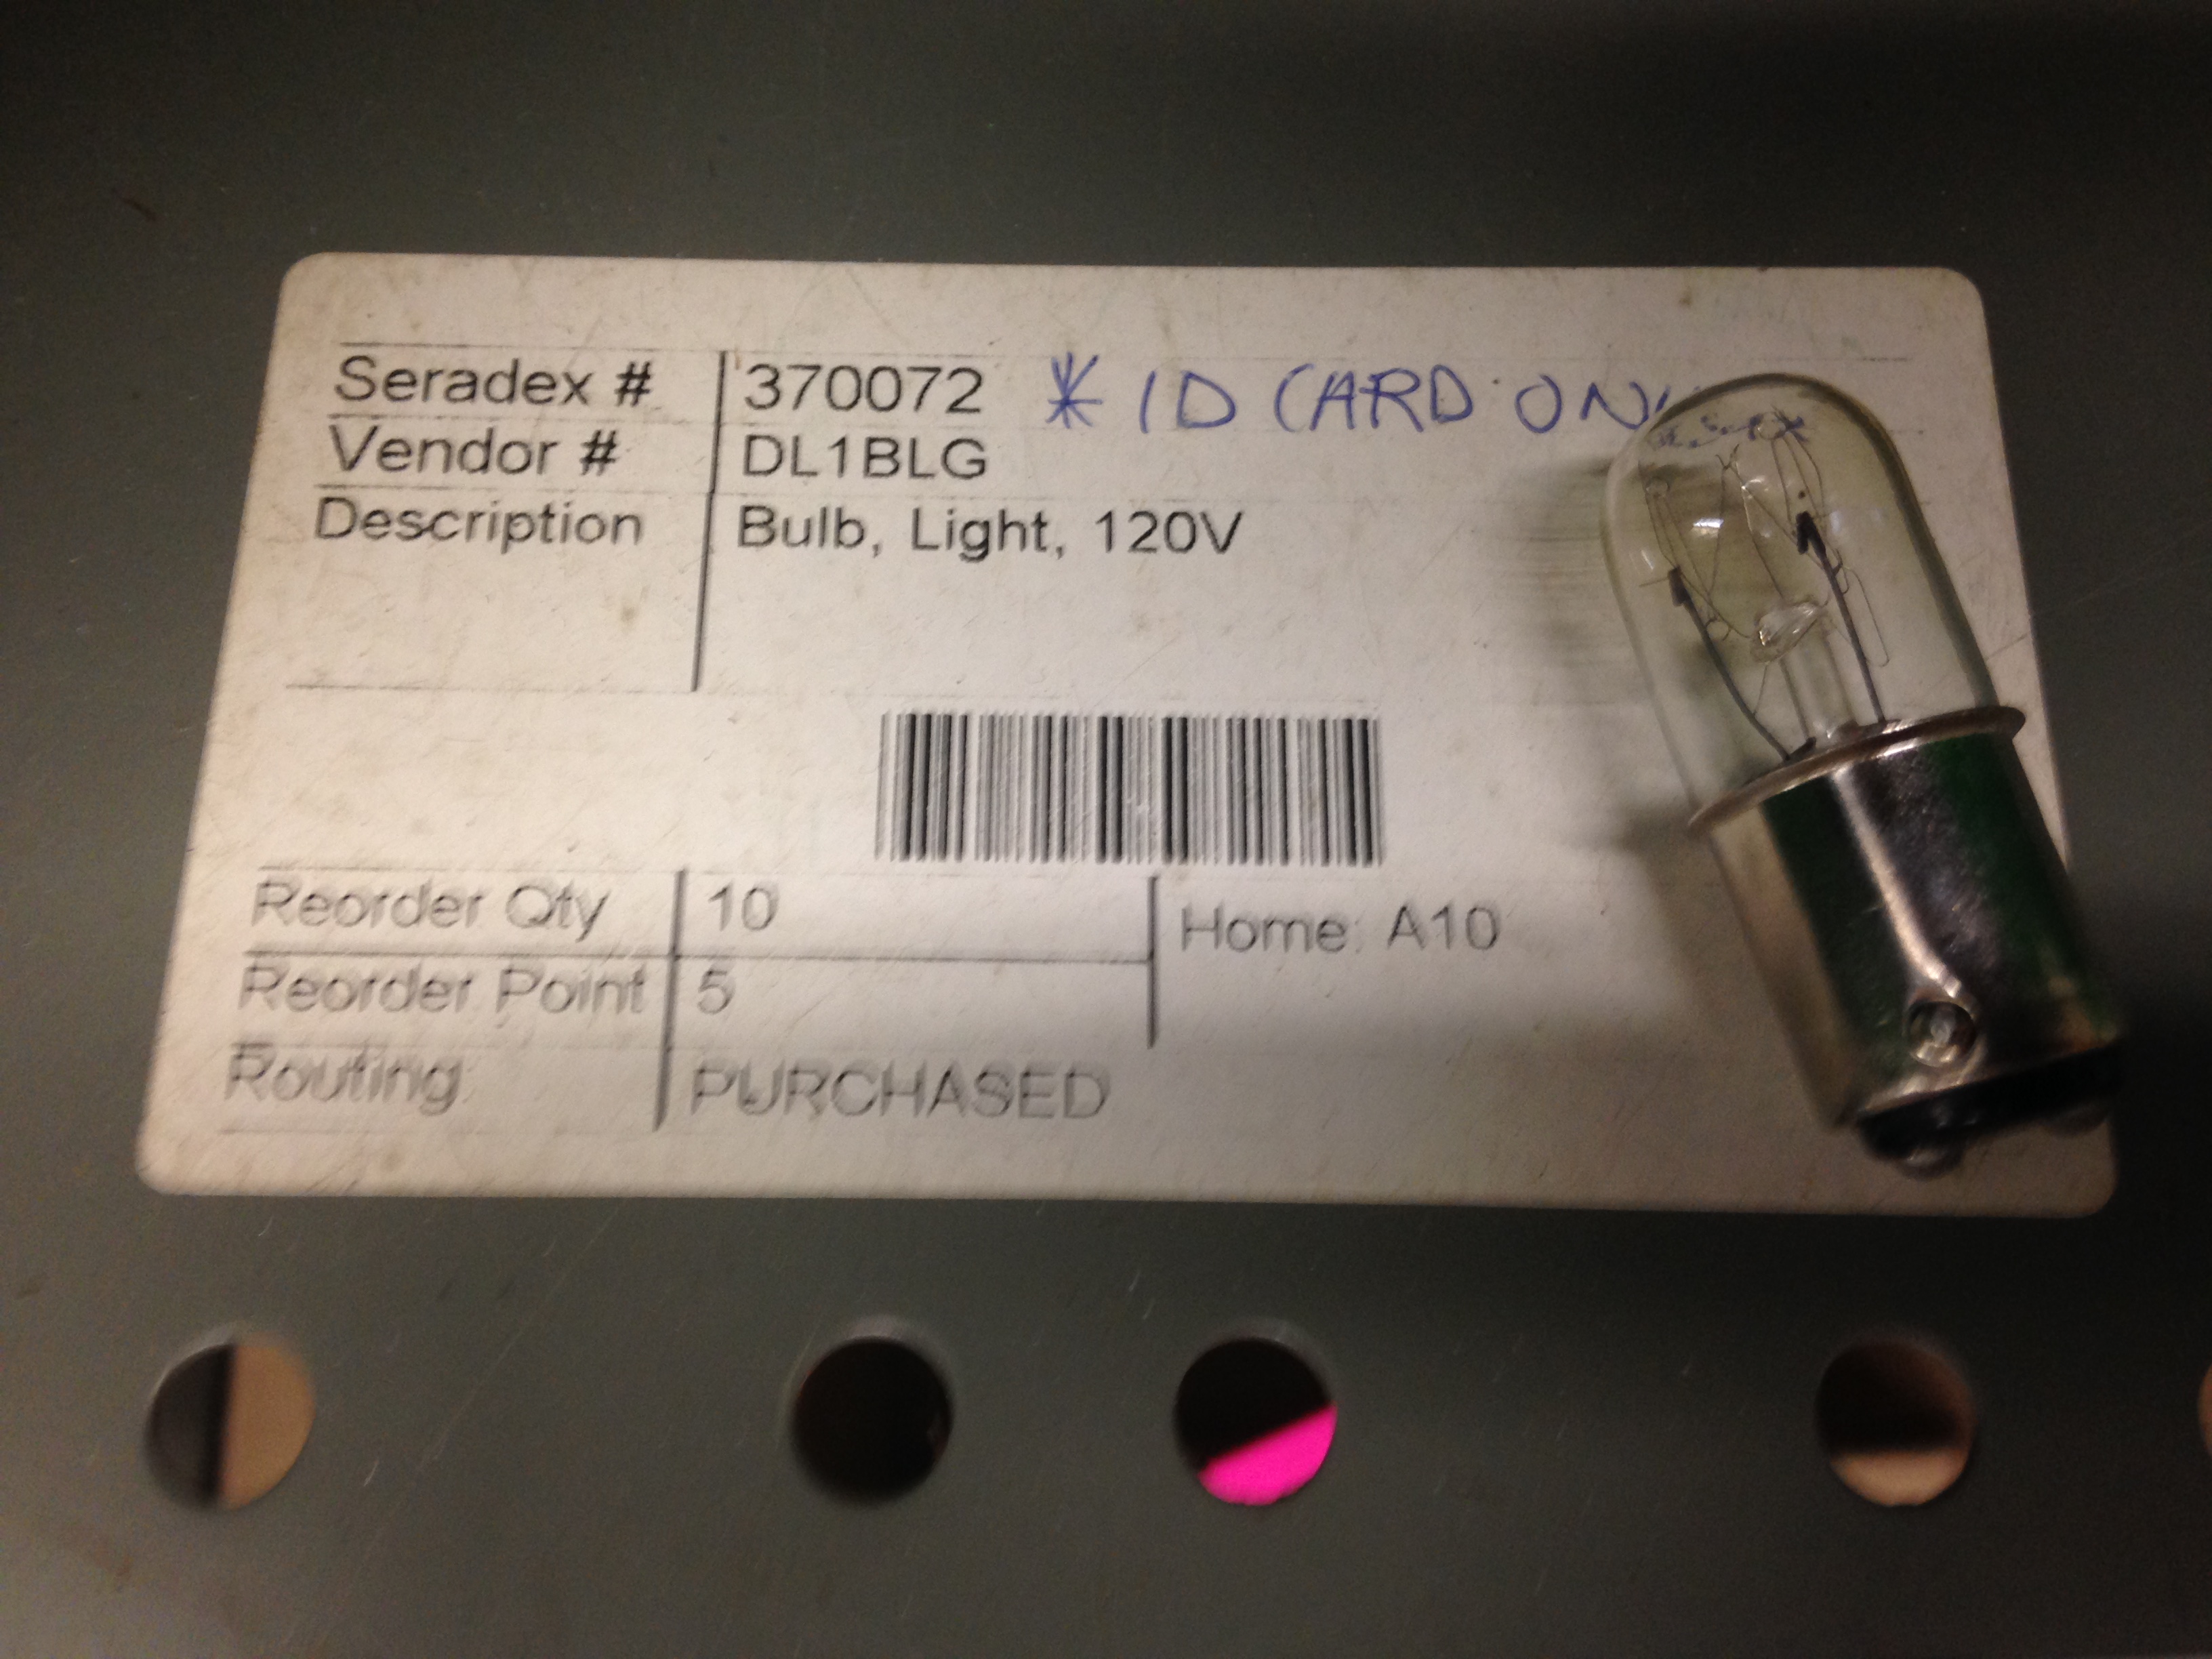 Seradex # 370072 * ID CARD
Vendor # DL1BLG
Description Bulb, Light, 120V
Reorder Qty 10
Home: A10
Reorder Point 5
Routing PURCHASED